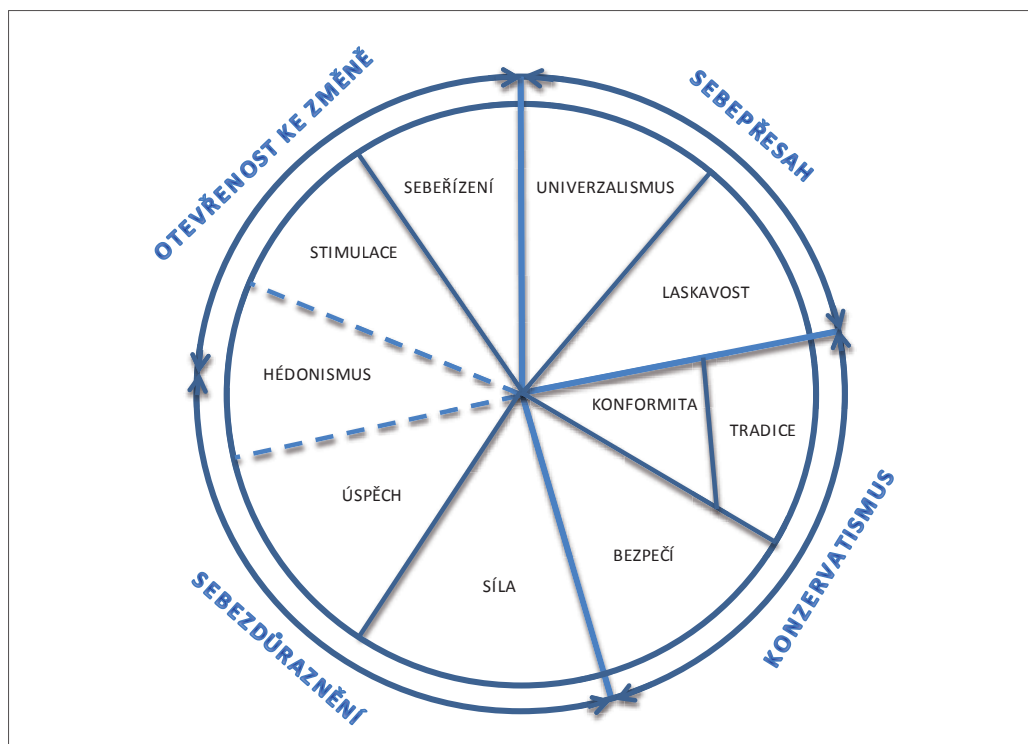 OTEVŘENOST KE ZMĚNĚ
SEBEPŘESAH
SEBEŘÍZENÍ
UNIVERZALISMUS
STIMULACE
LASKAVOST
HÉDONISMUS
KONFORMITA
TRADICE
ÚSPĚCH
BEZPEČÍ
SÍLA
SEBEZDŮRAZNĚNÍ
KONZERVATISMUS